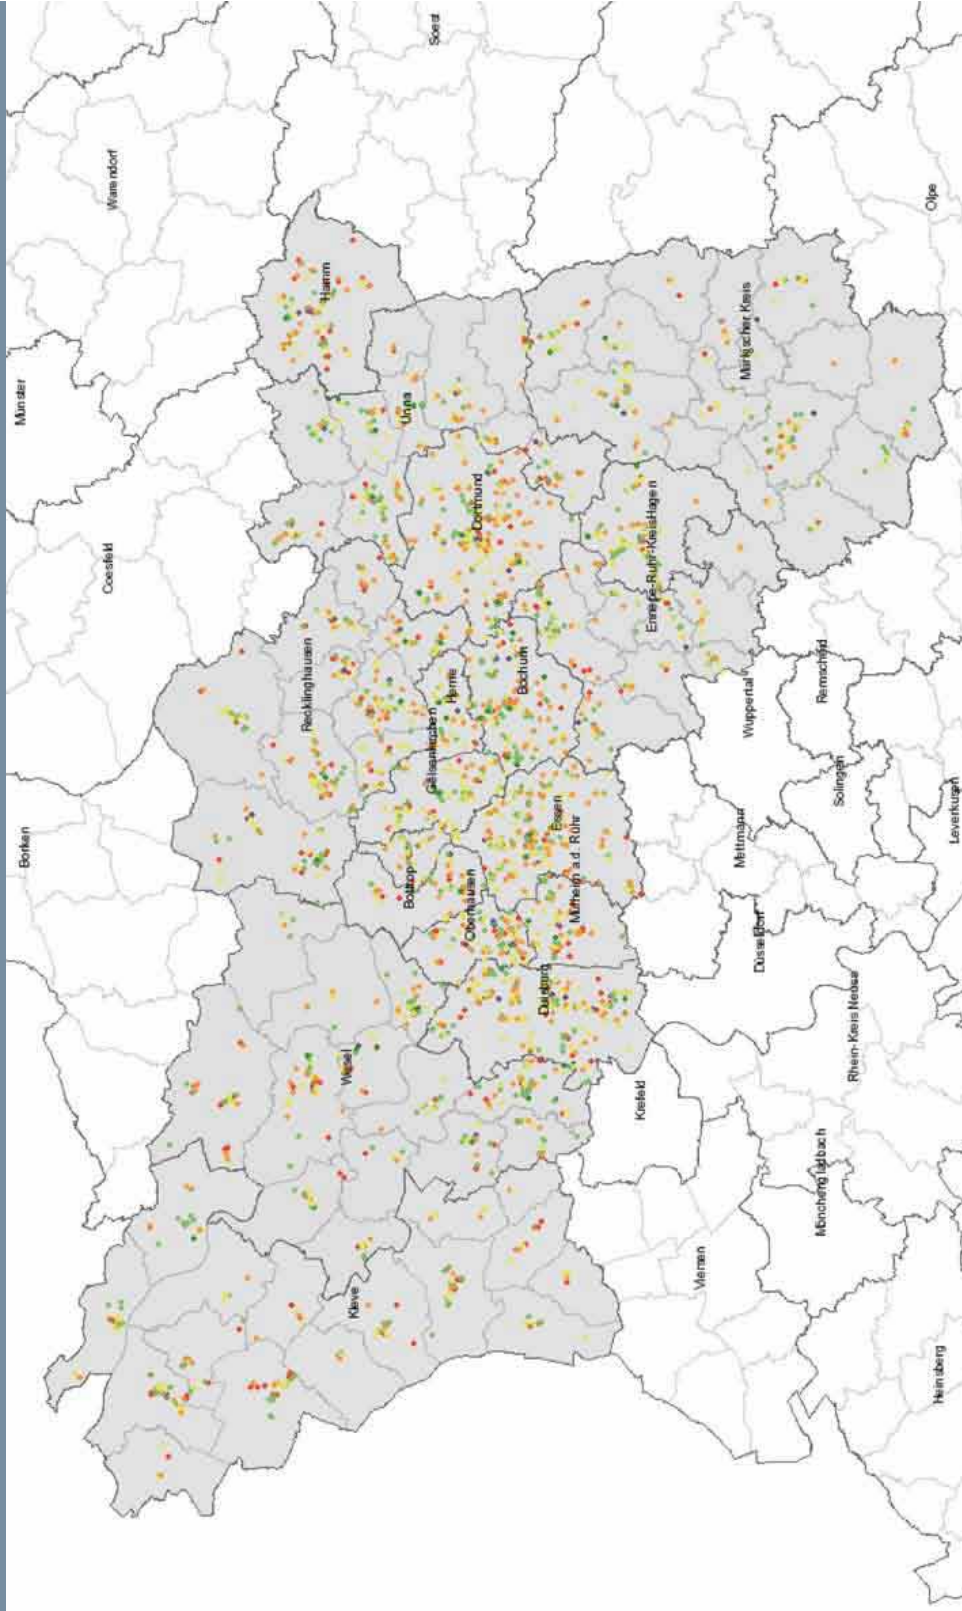 Borken
Münster
Coesfeld
Warendorf
Recklinghausen
Hamm
Wesel
Kleve
Unna
Bottrop
Gelsenkirchen
Soest
Herne
Oberhausen
Dortmund
Bochum
Duisburg
Essen
Mülheim a.d. Ruhr
Krefeld
Ennepe-Ruhr-Kreis
Hagen
Viersen
Mettmann
Wuppertal
Märkischer Kreis
Düsseldorf
Mönchengladbach
Remscheid
Solingen
Rhein-Kreis Neuss
Olpe
Heinsberg
Leverkusen